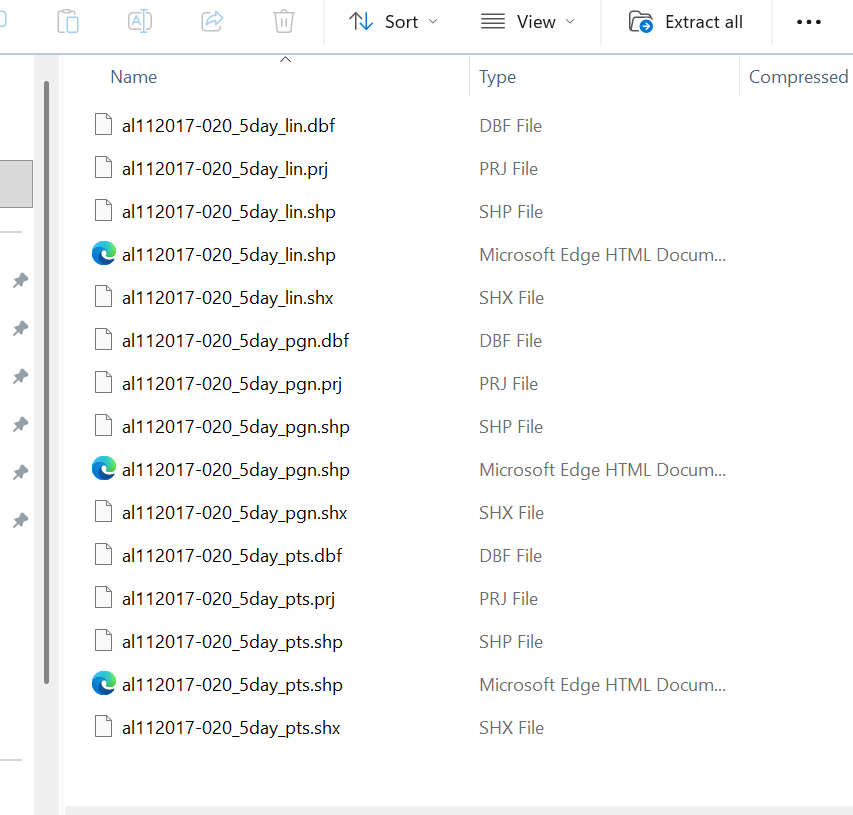 Sort View Extract all
Name Type Compressed
al112017-020_5day_lin.dbf DBF File
al112017-020_5day_lin.prj PRJ File
al112017-020_5day_lin.shp SHP File
al112017-020_5day_lin.shp Microsoft Edge HTML Docum...
al112017-020_5day_lin.shx SHX File
al112017-020_5day_pgn.dbf DBF File
al112017-020_5day_pgn.prj PRJ File
al112017-020_5day_pgn.shp SHP File
al112017-020_5day_pgn.shp Microsoft Edge HTML Docum...
al112017-020_5day_pgn.shx SHX File
al112017-020_5day_pts.dbf DBF File
al112017-020_5day_pts.prj PRJ File
al112017-020_5day_pts.shp SHP File
al112017-020_5day_pts.shp Microsoft Edge HTML Docum...
al112017-020_5day_pts.shx SHX File